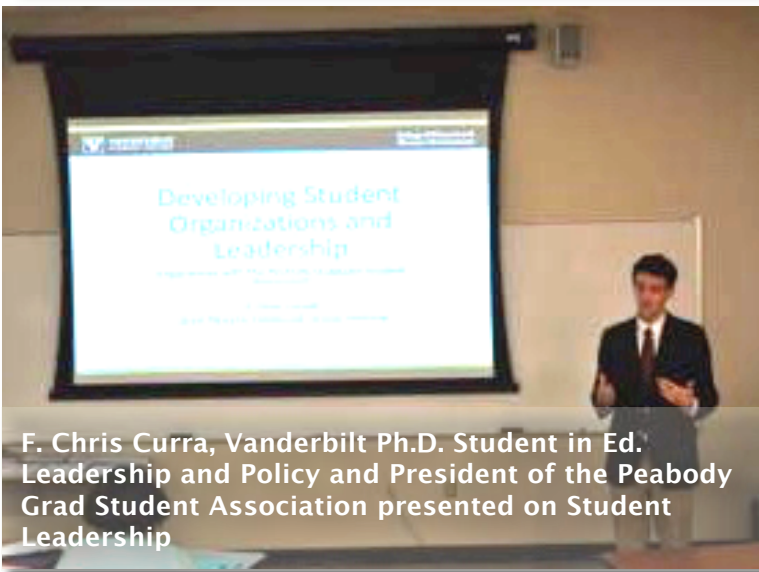 Developing Student
Organizations and
Leadership
F. Chris Curra, Vanderbilt Ph.D. Student in Ed.
Leadership and Policy and President of the Peabody
Grad Student Association presented on Student
Leadership